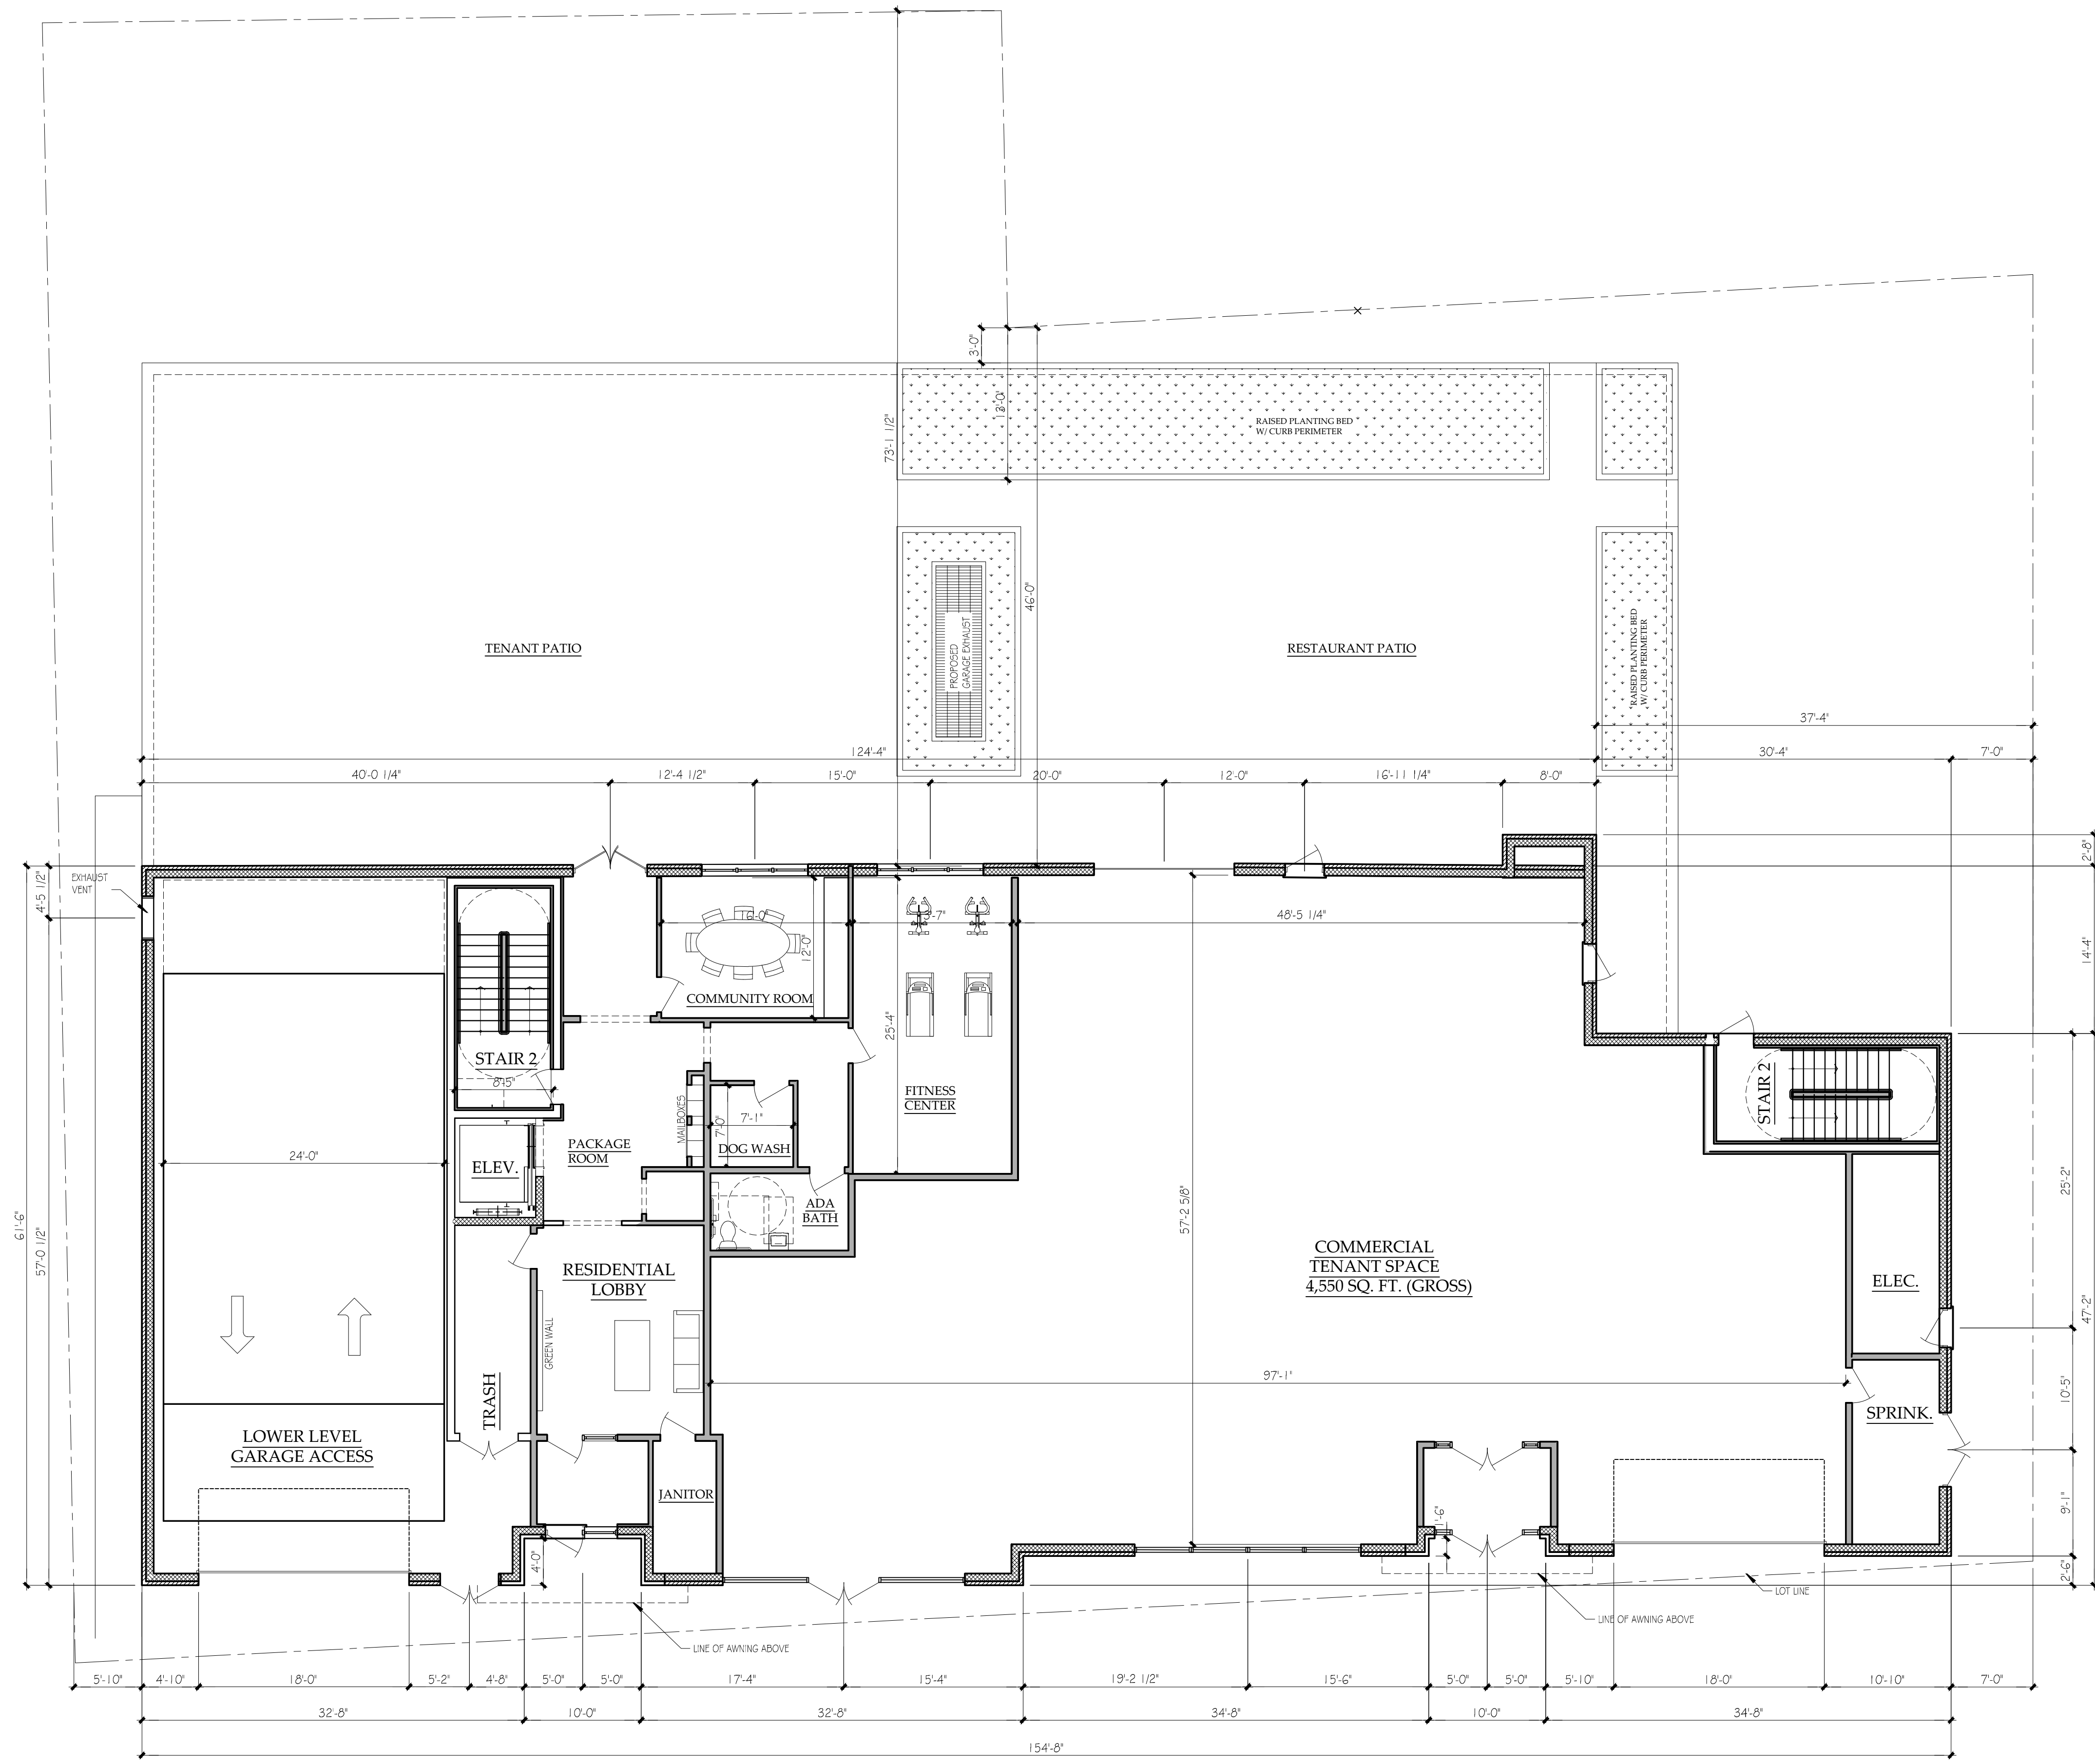 3'-0"
13'-0"
73'-1 1/2"
RAISED PLANTING BED
W/ CURB PERIMETER
46'-0"
PROPOSED
GARAGE EXHAUST
RAISED PLANTING BED
W/ CURB PERIMETER
TENANT PATIO
RESTAURANT PATIO
37'-4"
124'-4"
30'-4"
7'-0"
40'-0 1/4"
12'-4 1/2"
15'-0"
20'-0"
12'-0"
16'-11 1/4"
8'-0"
2'-8"
EXHAUST
VENT
4'-5 1/2"
61'-6"
57'-0 1/2"
16'-0"
12'-0"
48'-5 1/4"
14'-4"
COMMUNITY ROOM
25'-4"
STAIR 2
8'-5"
FITNESS
CENTER
STAIR 2
MAILBOXES
7'-0"
7'-1"
DOG WASH
PACKAGE
ROOM
24'-0"
ELEV.
ADA
BATH
57'-2 5/8"
25'-2"
47'-2"
COMMERCIAL
TENANT SPACE
4,550 SQ. FT. (GROSS)
RESIDENTIAL
LOBBY
ELEC.
GREEN WALL
TRASH
97'-1"
10'-5"
SPRINK.
LOWER LEVEL
GARAGE ACCESS
JANITOR
9'-1"
4'-0"
2'-6"
LOT LINE
LINE OF AWNING ABOVE
LINE OF AWNING ABOVE
5'-10"
4'-10"
18'-0"
5'-2"
4'-8"
5'-0"
5'-0"
17'-4"
15'-4"
19'-2 1/2"
15'-6"
5'-0"
5'-0"
5'-10"
18'-0"
10'-10"
7'-0"
32'-8"
10'-0"
32'-8"
34'-8"
10'-0"
34'-8"
154'-8"